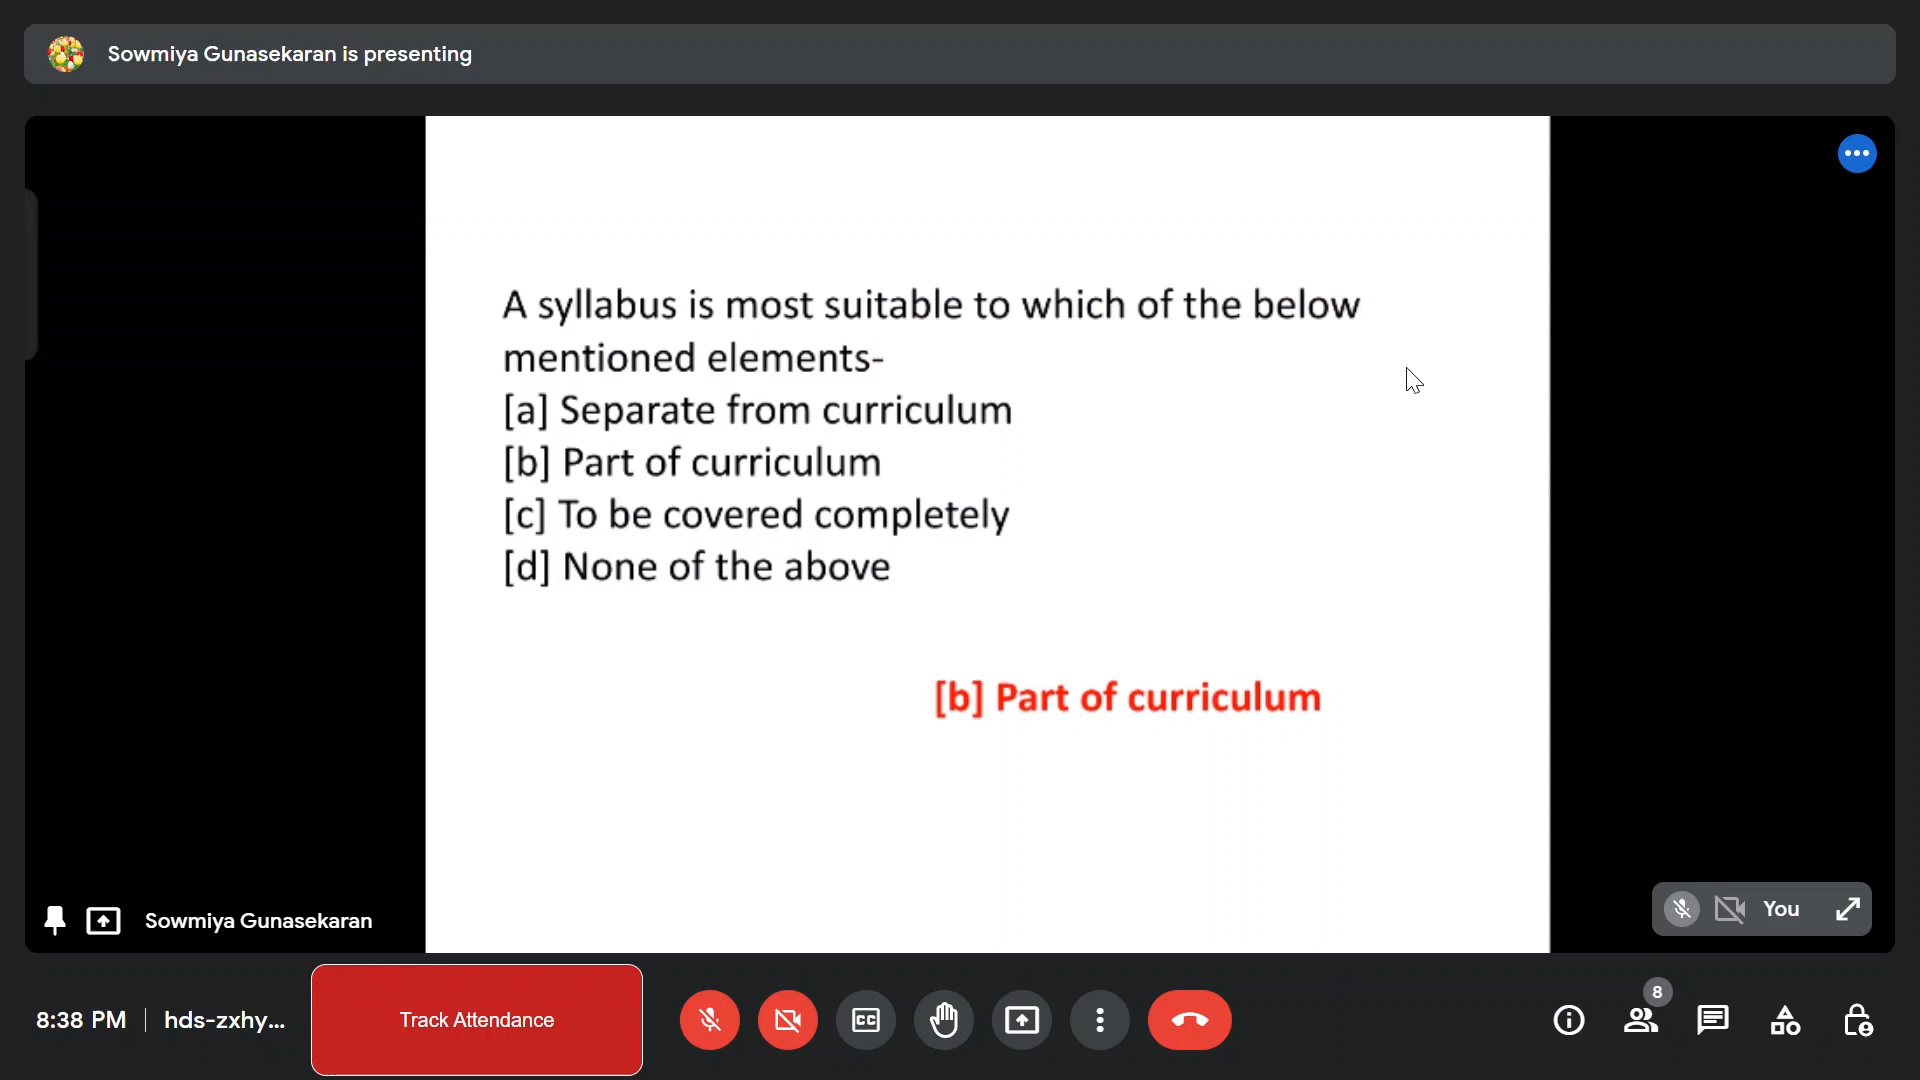 Sowmiya Gunasekaran is presenting
A syllabus is most suitable to which of the below
mentioned elements-
[a] Separate from curriculum
[b] Part of curriculum
[c] To be covered completely
[d] None of the above
[b] Part of curriculum
Sowmiya Gunasekaran
You
8:38 PM
hds-zxhy...
Track Attendance
CC
8